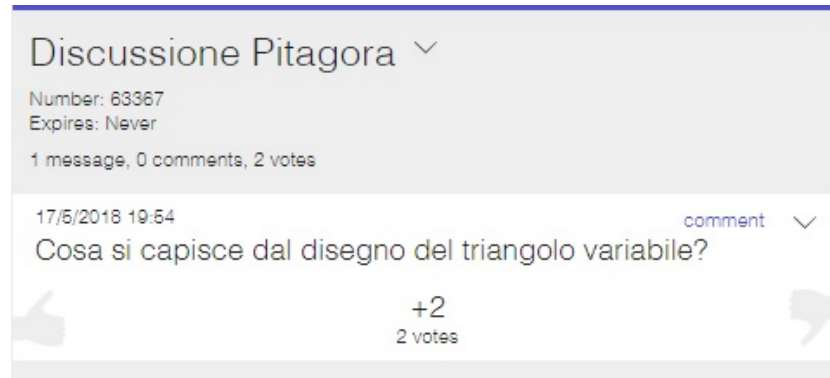 Discussione Pitagora
Number: 63367
Expires: Never
1 message, 0 comments, 2 votes
17/5/2018 19:54
comment
Cosa si capisce dal disegno del triangolo variabile?
+2
2 votes